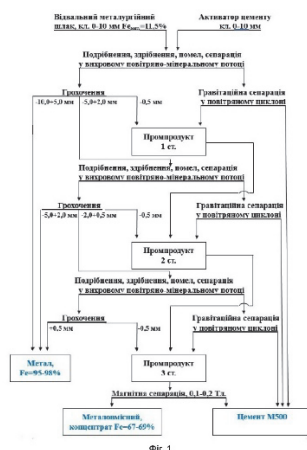 Відвальний металургійний
шлак, кл. 0-10 мм Feмет.=11,5%
Активатор цементу
кл. 0-10 мм
Подрібнення, здрібнення, помел, сепарація
у вихровому повітряно-мінеральному потоці
Грохочення
Гравітаційна сепарація
у повітряному циклоні
-10,0+5,0 мм
-5,0+2,0 мм
-0,5 мм
Промпродукт
1 ст.
Подрібнення, здрібнення, помел, сепарація
у вихровому повітряно-мінеральному потоці
Грохочення
Гравітаційна сепарація
у повітряному циклоні
-5,0+2,0 мм
-2,0+0,5 мм
-0.5 мм
Промпродукт
2 ст.
Подрібнення, здрібнення, помел, сепарація
у вихровому повітряно-мінеральному потоці
Грохочення
Гравітаційна сепарація
у повітряному циклоні
+0,5 мм
-0,5 мм
Промпродукт
3 ст.
Метал,
Fe=95-98%
Магнітна сепарація, 0,1-0,2 Тл.
Металовмісний,
концентрат Fe=67-69%
Цемент М500
Фіг. 1